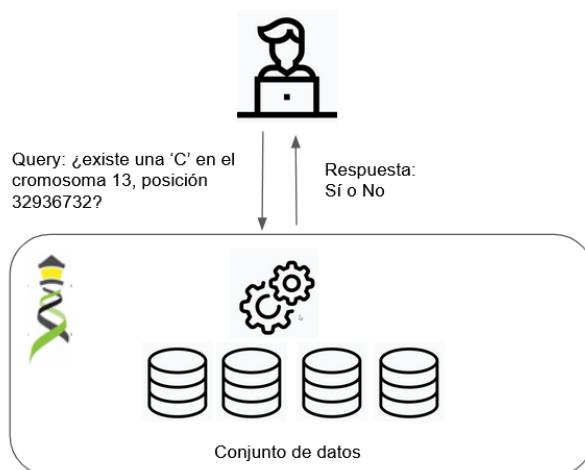 Query: ¿existe una ‘C’ en el
cromosoma 13, posición
32936732?
Respuesta:
Sí o No
Conjunto de datos